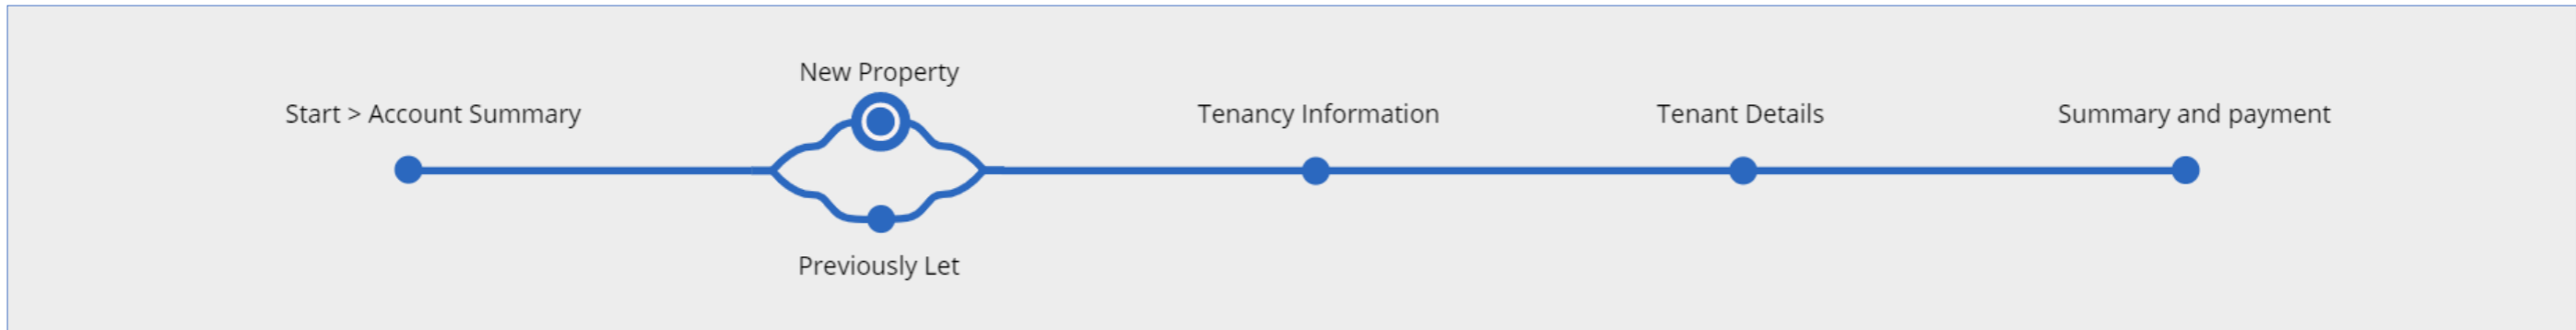 Start > Account Summary
New Property
Previously Let
Tenancy Information
Tenant Details
Summary and payment